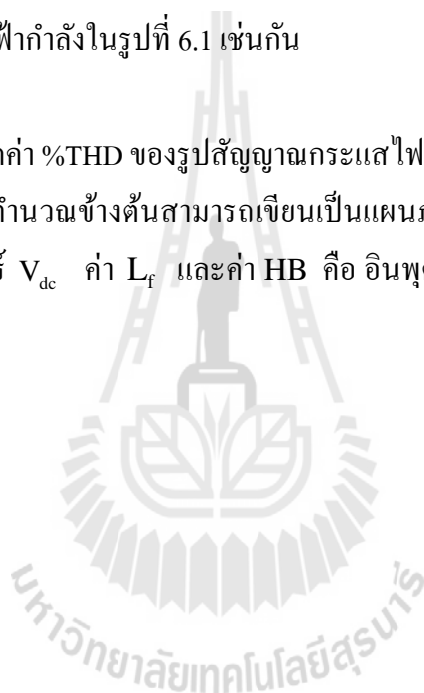 ฟ้ากำลังในรูปที่ 6.1 เช่นกัน
ค่า %THD ของรูปสัญญาณกระแสไฟ
คำนวณข้างต้นสามารถเขียนเป็นแผนภ
V_dc ค่า L_f และค่า HB คือ อินพุต
มหาวิทยาลัยเทคโนโลยีสุรนารี